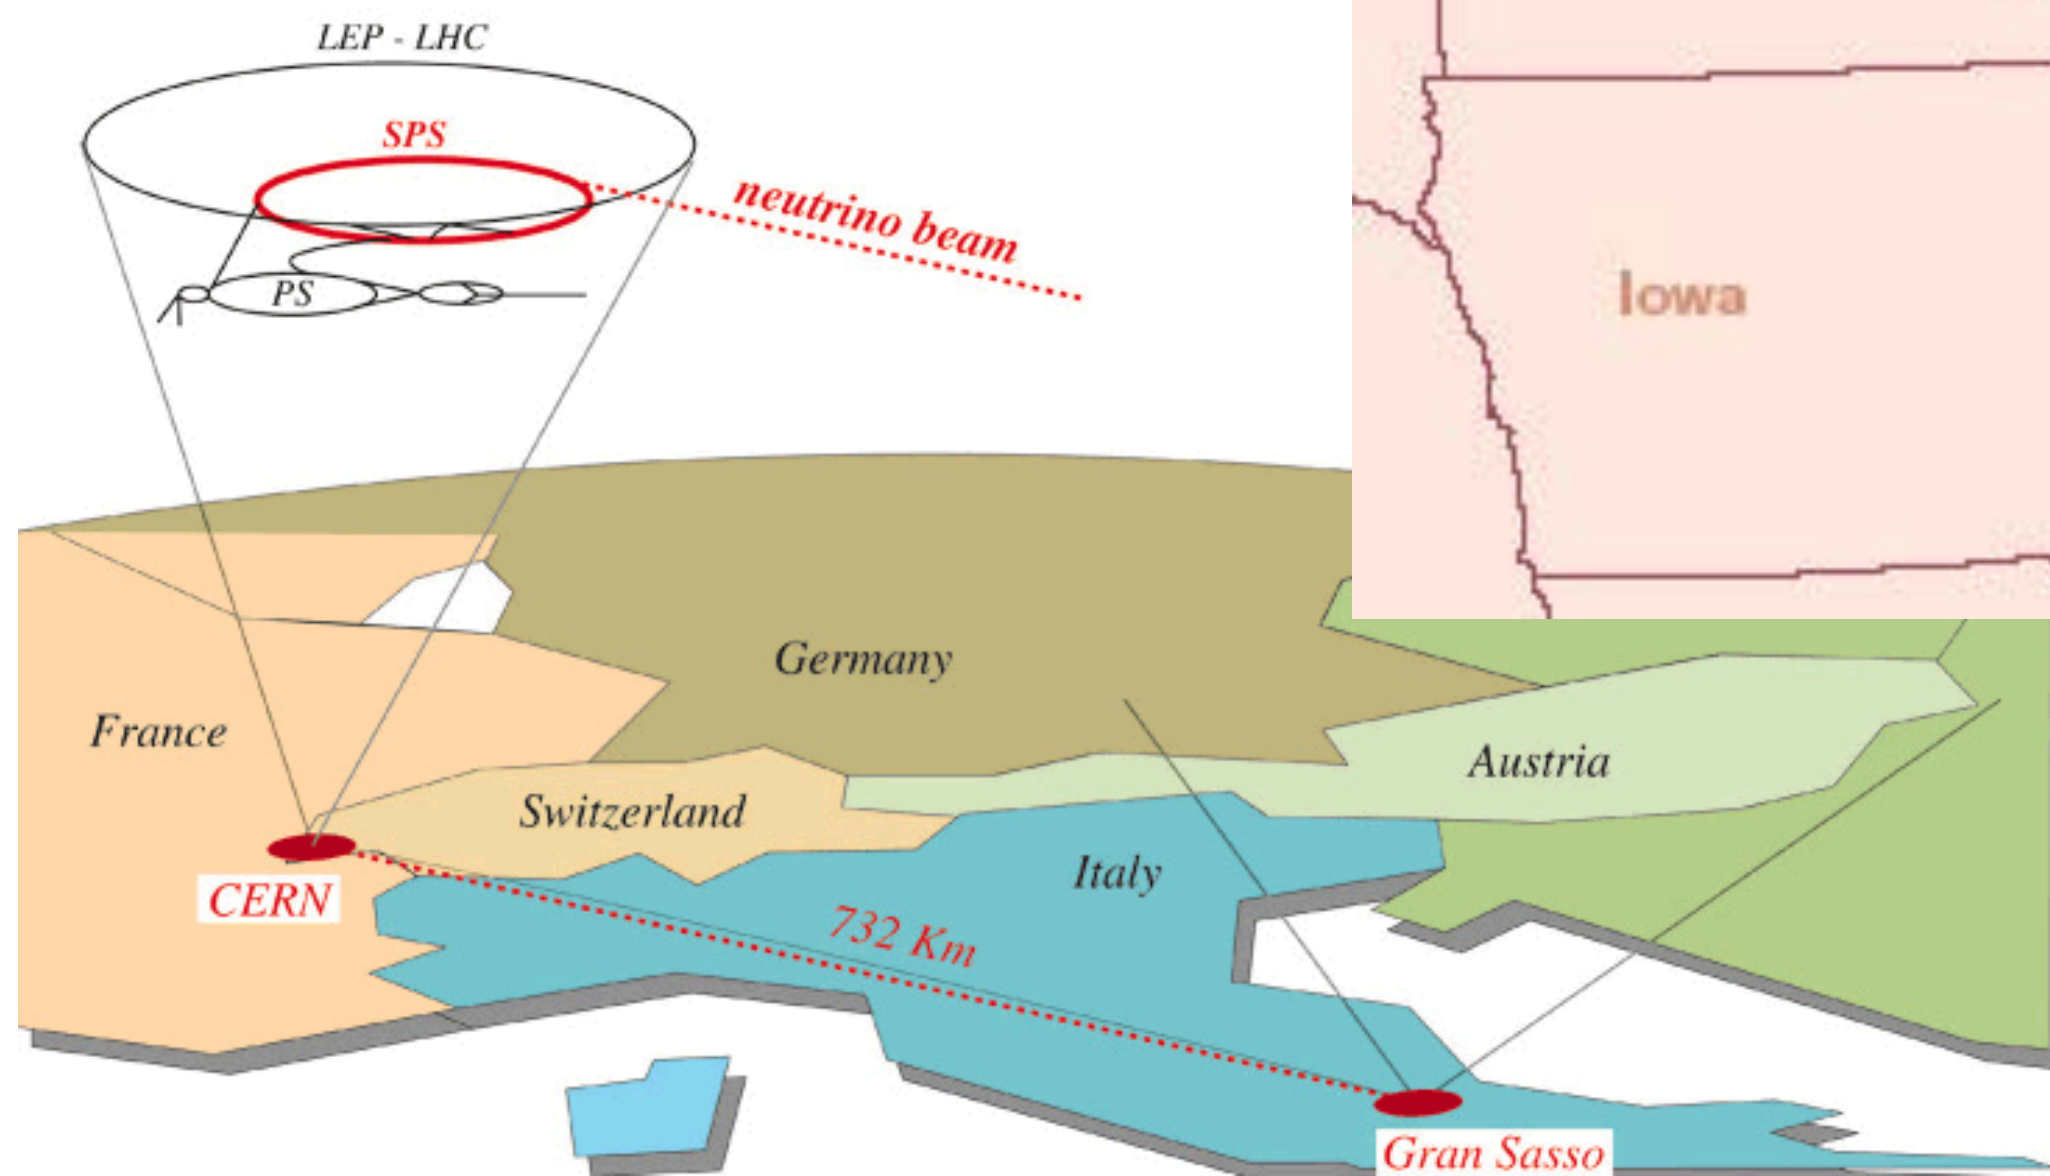 LEP - LHC
SPS
neutrino beam
PS
Iowa
Germany
France
Austria
Switzerland
Italy
CERN
732 Km
Gran Sasso